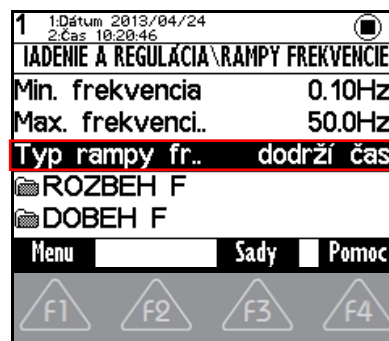 1 1:Dátum 2013/04/24
2:Čas 10:20:46
IADENIE A REGULÁCIA\RAMPY FREKVENCIE
Min. frekvencia 0.10Hz
Max. frekvenci.. 50.0Hz
Typ rampy fr.. dodrží čas
ROZBEH F
DOBEH F
Menu Sady Pomoc
F1 F2 F3 F4